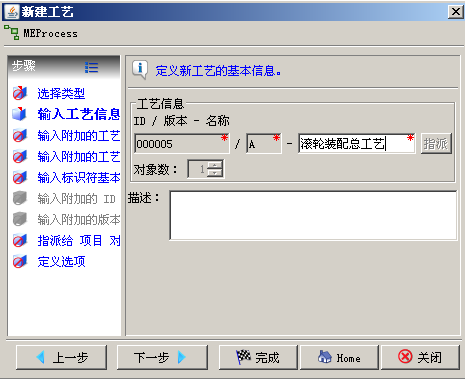 新建工艺
MEProcess
步骤
选择类型
输入工艺信息
输入附加的工艺
输入附加的工艺
输入标识符基本
输入附加的 ID
输入附加的版本
指派给 项目 对
定义选项
定义新工艺的基本信息。
工艺信息
ID / 版本 - 名称
000005 * / A * - 滚轮装配总工艺 * 指派
对象数： 1
描述：
上一步 下一步 完成 Home 关闭